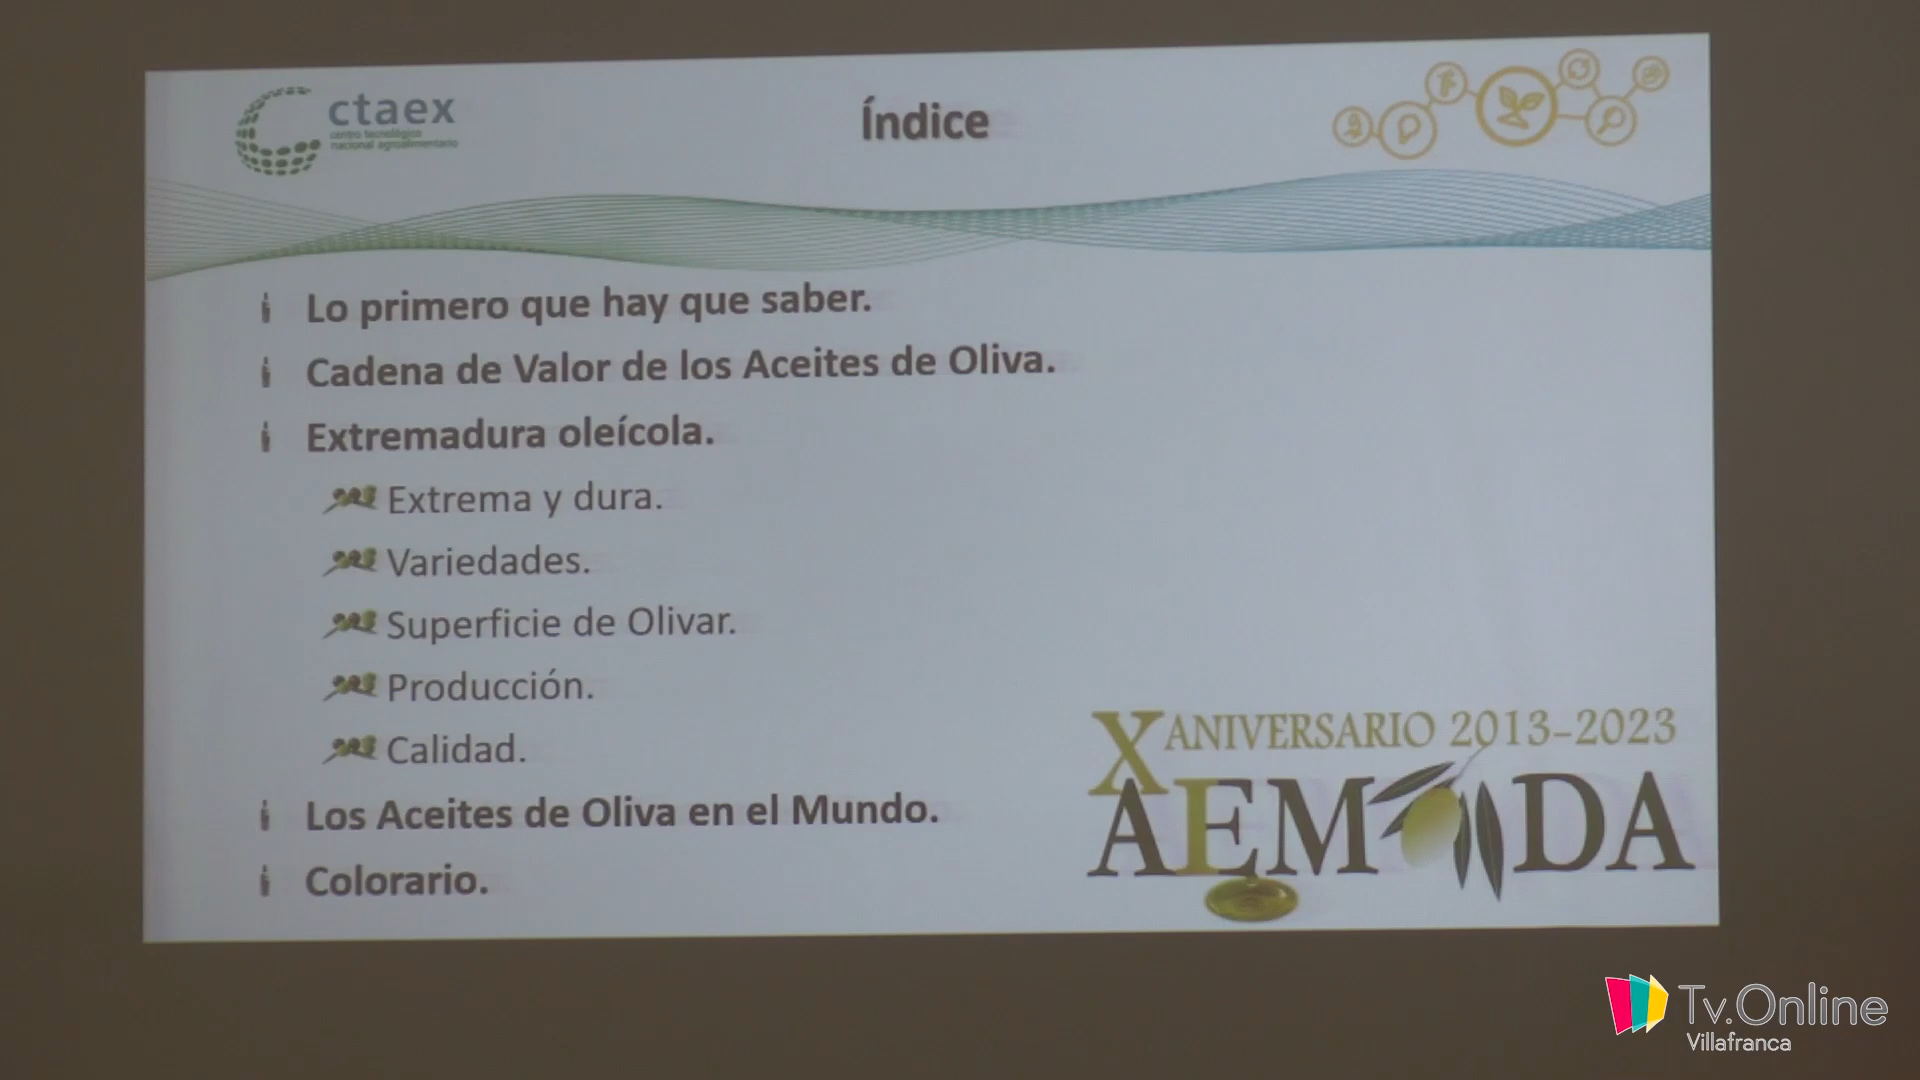 ctaex
centro tecnológico
nacional agroalimentario
Índice
Lo primero que hay que saber.
Cadena de Valor de los Aceites de Oliva.
Extremadura oleícola.
Extrema y dura.
Variedades.
Superficie de Olivar.
Producción.
Calidad.
Los Aceites de Oliva en el Mundo.
Colorario.
X ANIVERSARIO 2013-2023
AEMODA
Tv.Online
Villafranca